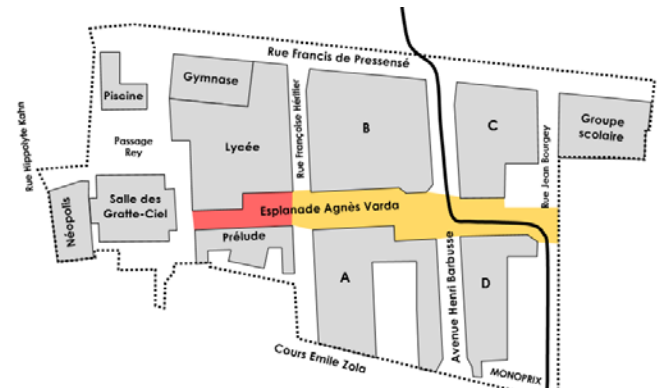 Rue Francis de Pressensé
Rue Hippolyte Kahn
Piscine
Gymnase
Passage
Rey
Lycée
Rue Françoise Héritier
B
C
Rue Jean Bourgey
Groupe
scolaire
Néopolis
Salle des
Gratte-Ciel
Esplanade Agnès Varda
Prélude
A
Avenue Henri Barbusse
D
Cours Emile Zola
MONOPRIX